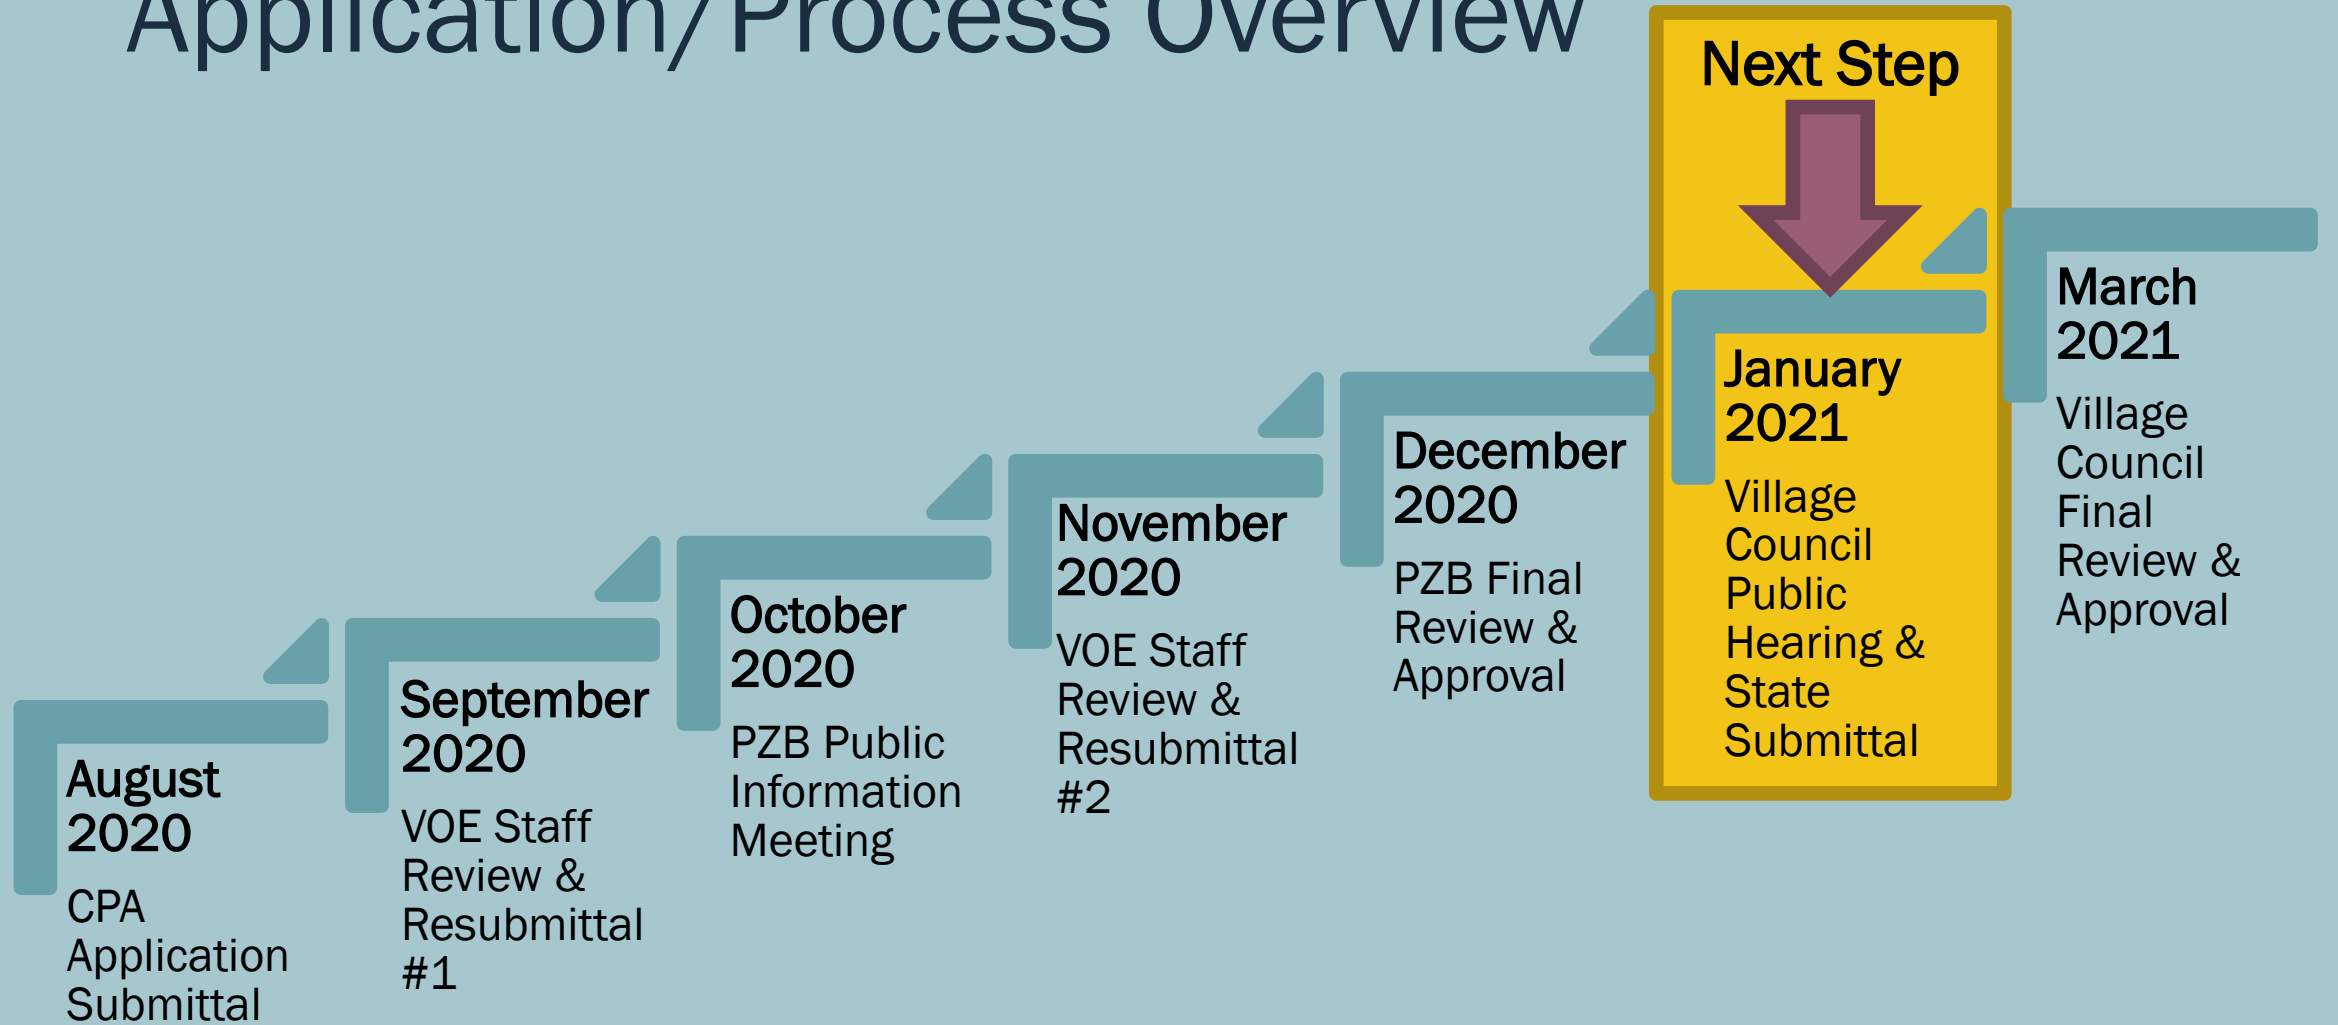 Application/Process Overview
Next Step
August
2020
CPA
Application
Submittal
September
2020
VOE Staff
Review &
Resubmittal
#1
October
2020
PZB Public
Information
Meeting
November
2020
VOE Staff
Review &
Resubmittal
#2
December
2020
PZB Final
Review &
Approval
January
2021
Village
Council
Public
Hearing &
State
Submittal
March
2021
Village
Council
Final
Review &
Approval